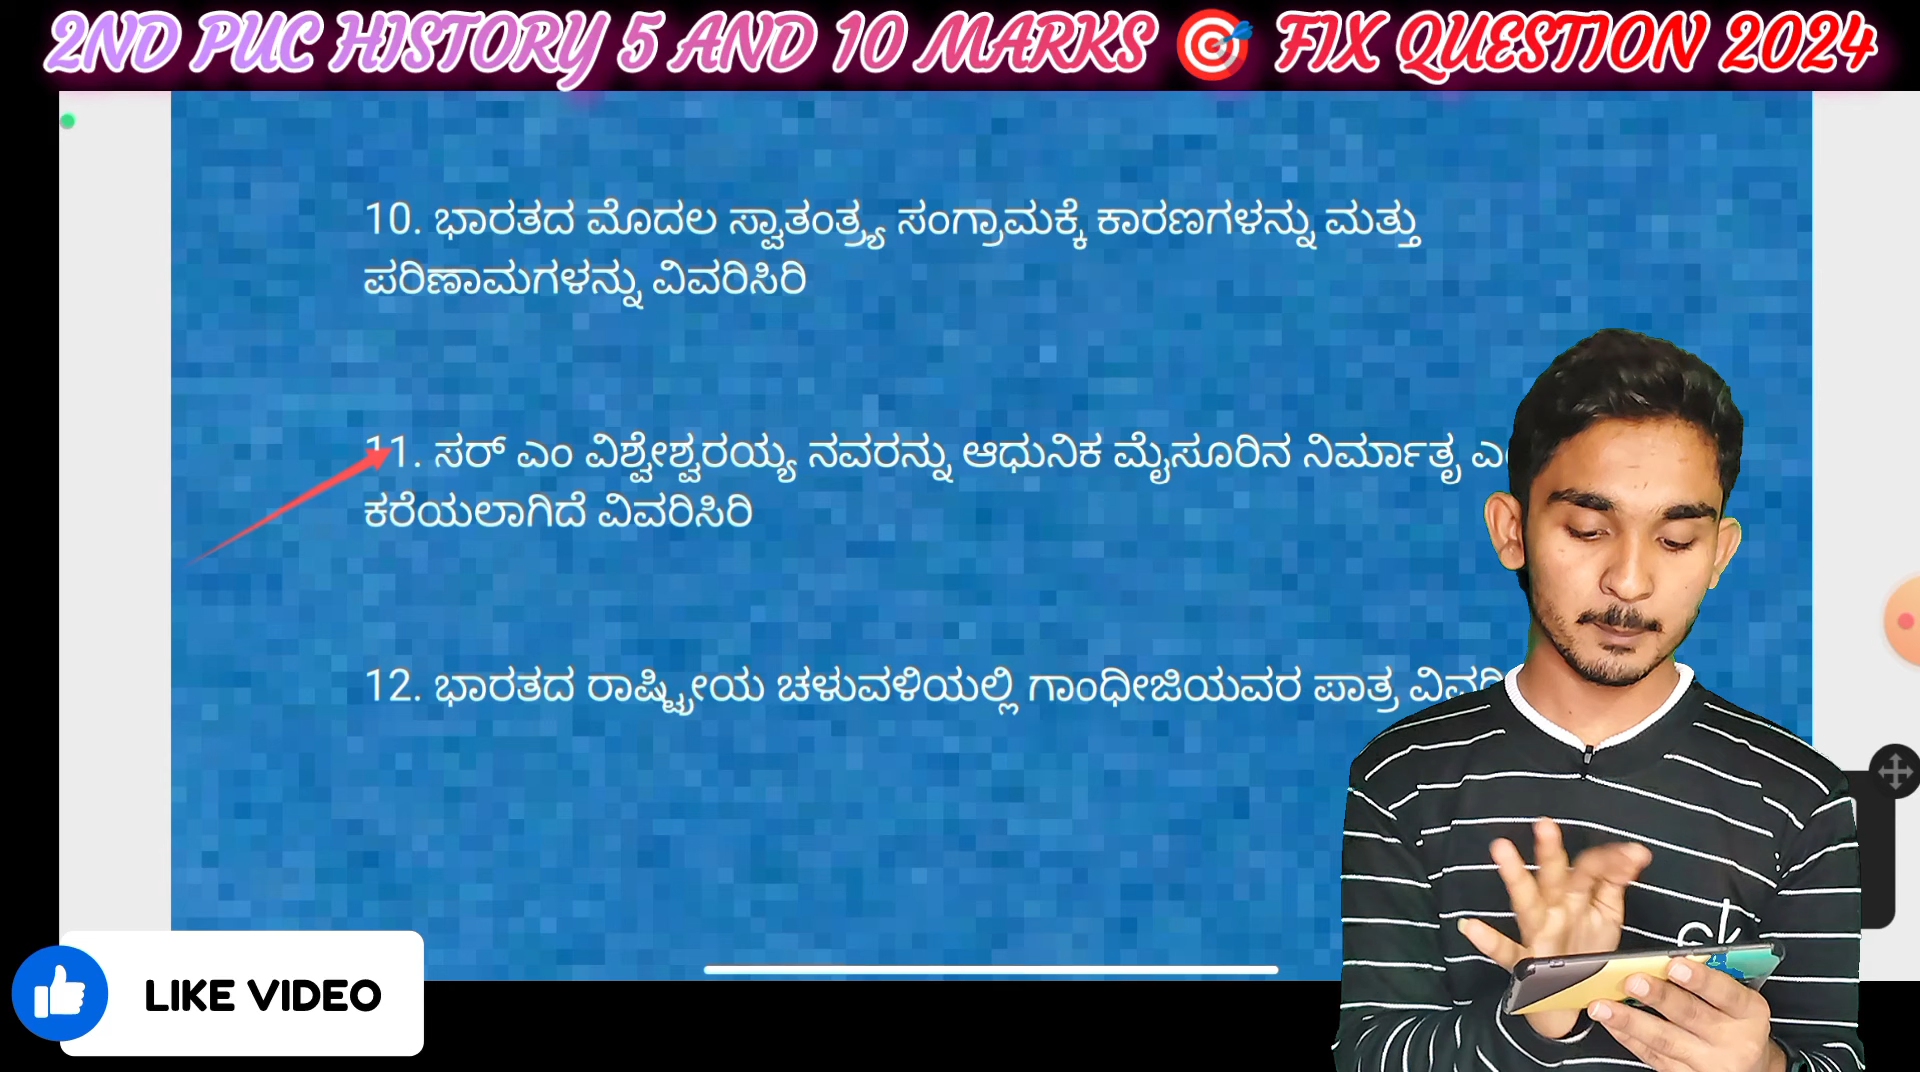 2ND PUC HISTORY 5 AND 10 MARKS 🎯 FIX QUESTION 2024
10. ಭಾರತದ ಮೊದಲ ಸ್ವಾತಂತ್ರ್ಯ ಸಂಗ್ರಾಮಕ್ಕೆ ಕಾರಣಗಳನ್ನು ಮತ್ತು
ಪರಿಣಾಮಗಳನ್ನು ವಿವರಿಸಿರಿ
11. ಸರ್ ಎಂ ವಿಶ್ವೇಶ್ವರಯ್ಯ ನವರನ್ನು ಆಧುನಿಕ ಮೈಸೂರಿನ ನಿರ್ಮಾತೃ
ಕರೆಯಲಾಗಿದೆ ವಿವರಿಸಿರಿ
12. ಭಾರತದ ರಾಷ್ಟ್ರೀಯ ಚಳುವಳಿಯಲ್ಲಿ ಗಾಂಧೀಜಿಯವರ ಪಾತ್ರ
ck
LIKE VIDEO